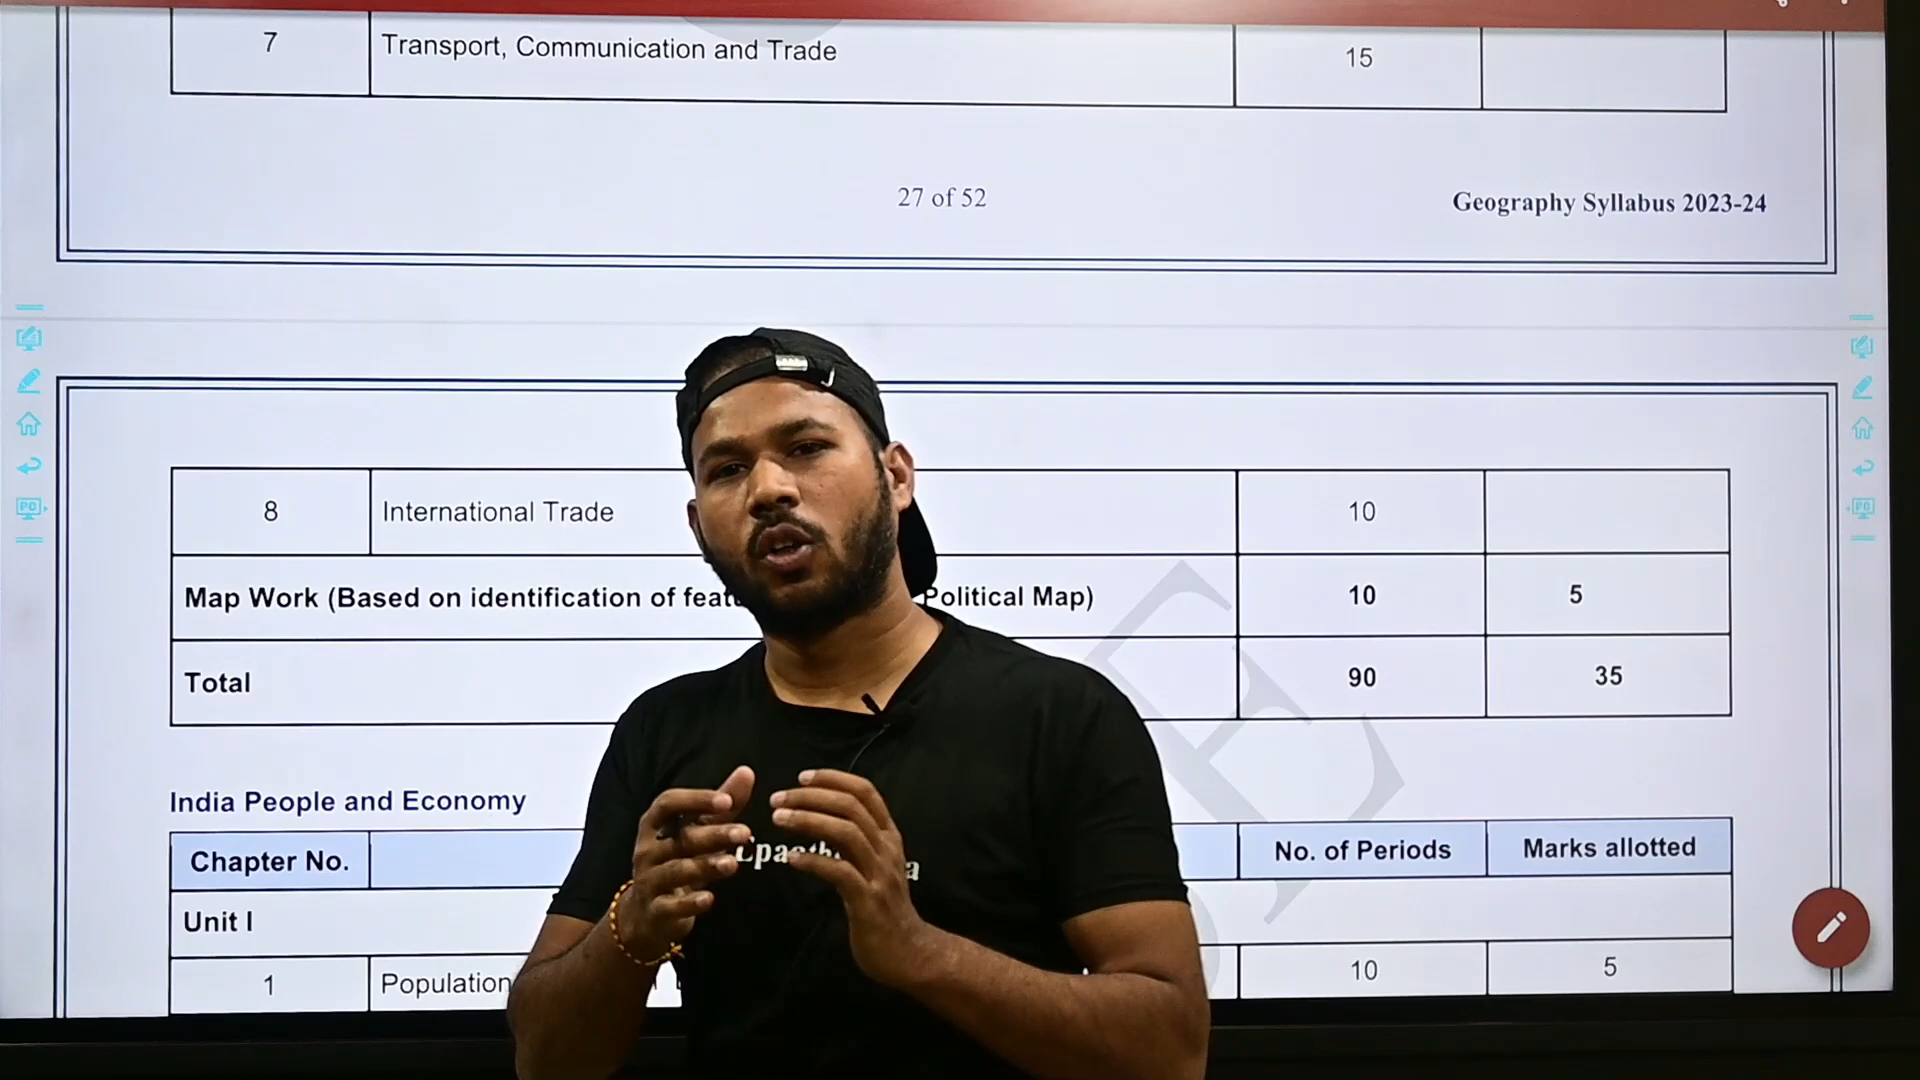 7 Transport, Communication and Trade 15
27 of 52 Geography Syllabus 2023-24
8 International Trade 10
Map Work (Based on identification of Political Map) 10 5
Total 90 35
India People and Economy
Chapter No. No. of Periods Marks allotted
Unit I
1 Population 10 5
PC
PC